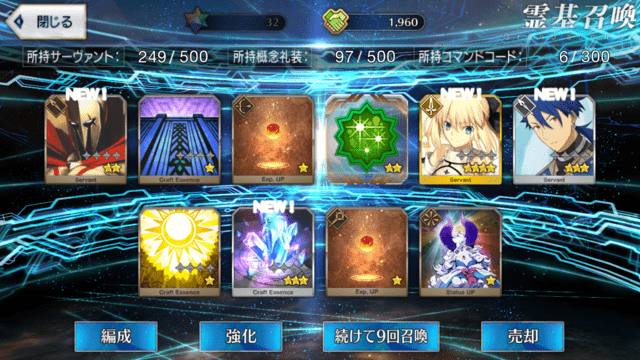 閉じる
32
1,960
霊基召喚
所持サーヴァント： 249/500
所持概念礼装： 97/500
所持コマンドコード： 6/300
NEW!
NEW!
NEW!
Servant
Craft Essence
Exp. UP
Servant
Servant
NEW!
Craft Essence
Craft Essence
Exp. UP
Status UP
編成
強化
続けて9回召喚
売却